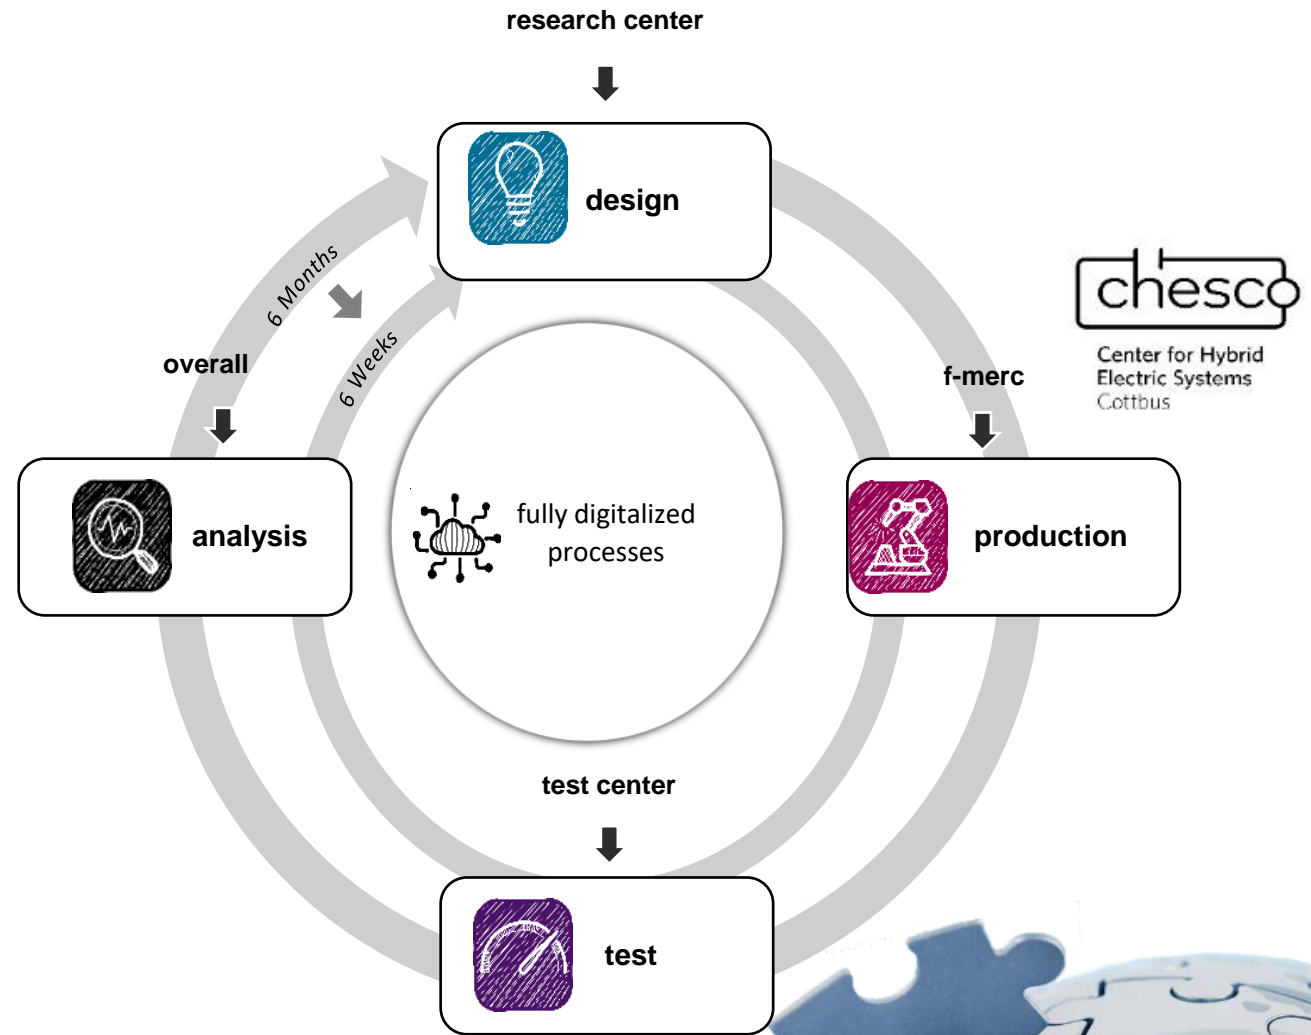 research center
design
6 Months
6 Weeks
overall
f-merc
chesco
Center for Hybrid
Electric Systems
Cottbus
analysis
fully digitalized
processes
production
test center
test